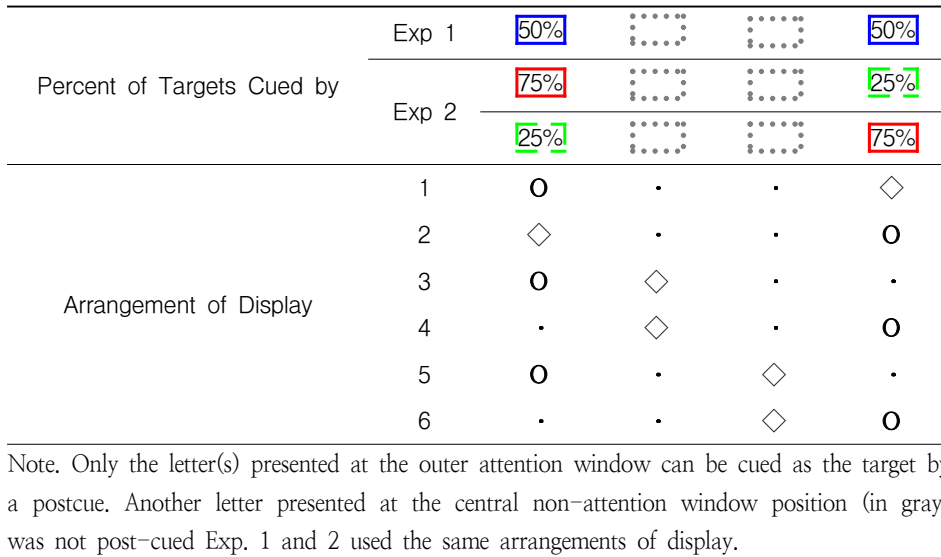 Exp 1 50% 50%
Percent of Targets Cued by Exp 2 75% 25%
25% 75%
1 O · · ◇
2 ◇ · · O
3 O ◇ · ·
Arrangement of Display
4 · ◇ · O
5 O · ◇ ·
6 · · ◇ O
Note. Only the letter(s) presented at the outer attention window can be cued as the target by
a postcue. Another letter presented at the central non-attention window position (in gray
was not post-cued Exp. 1 and 2 used the same arrangements of display.